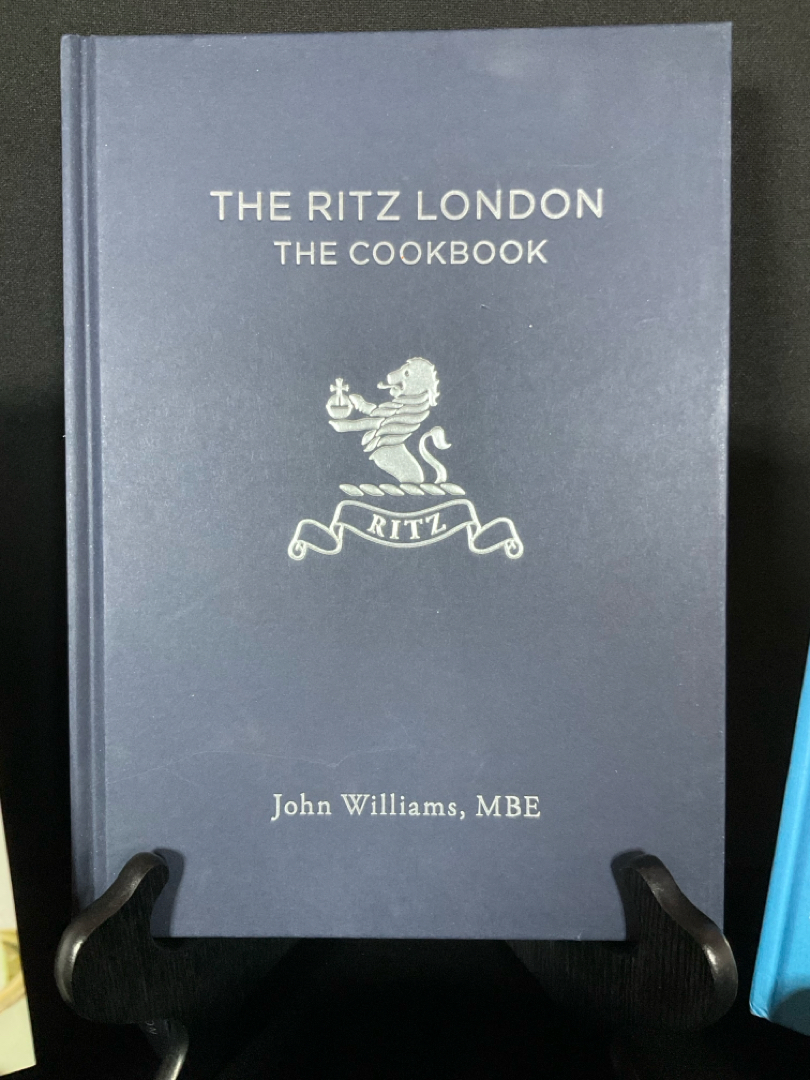 THE RITZ LONDON
THE COOKBOOK
RITZ
John Williams, MBE